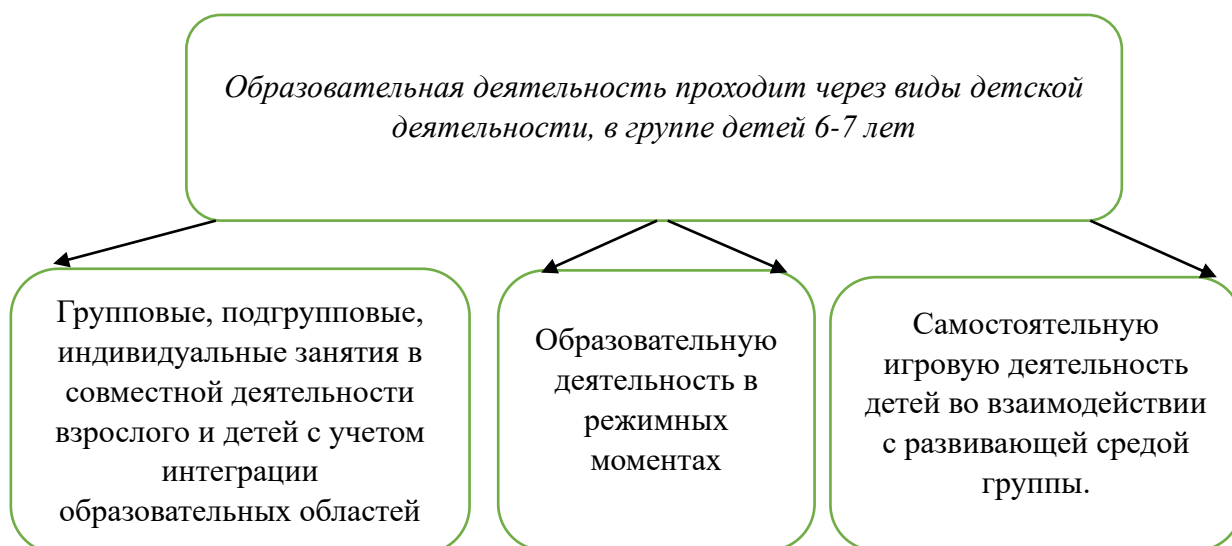 Образовательная деятельность проходит через виды детской
деятельности, в группе детей 6-7 лет
Групповые, подгрупповые,
индивидуальные занятия в
совместной деятельности
взрослого и детей с учетом
интеграции
образовательных областей
Образовательную
деятельность в
режимных
моментах
Самостоятельную
игровую деятельность
детей во взаимодействии
с развивающей средой
группы.